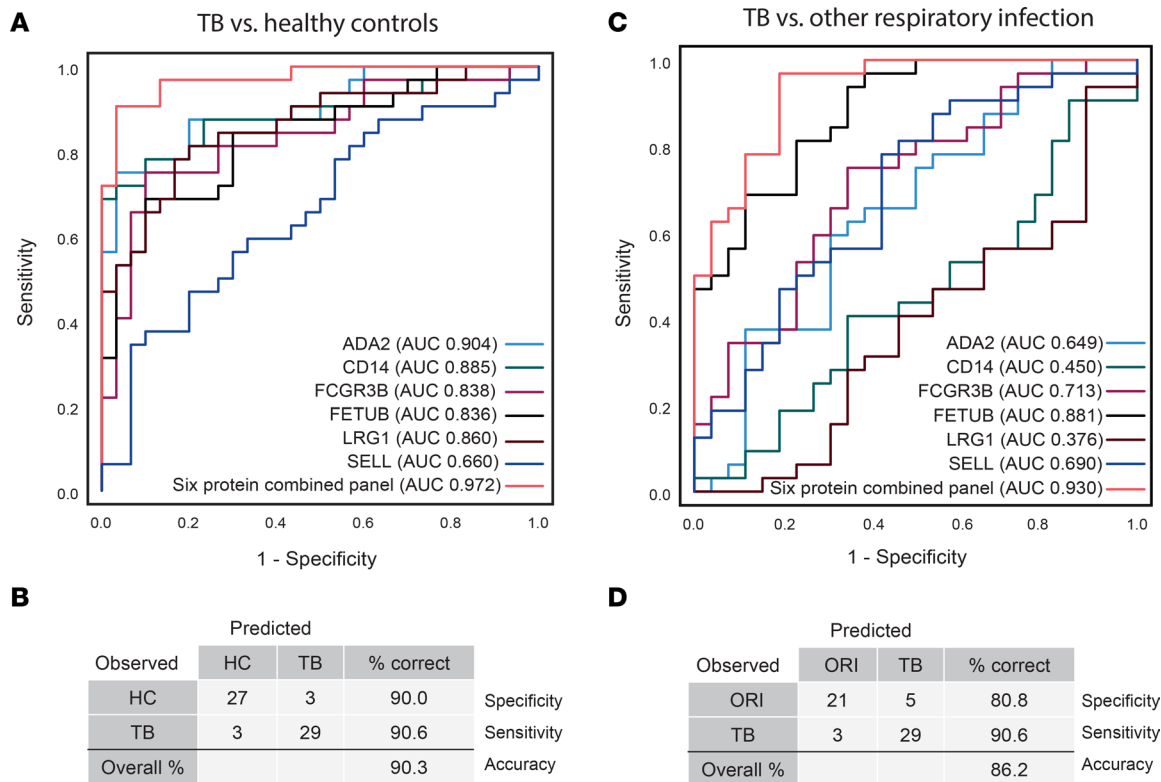 A
TB vs. healthy controls
1.0
0.8
0.6
0.4
0.2
0.0
Sensitivity
ADA2 (AUC 0.904)
CD14 (AUC 0.885)
FCGR3B (AUC 0.838)
FETUB (AUC 0.836)
LRG1 (AUC 0.860)
SELL (AUC 0.660)
Six protein combined panel (AUC 0.972)
0.0 0.2 0.4 0.6 0.8 1.0
1 - Specificity
C
TB vs. other respiratory infection
1.0
0.8
0.6
0.4
0.2
0.0
Sensitivity
ADA2 (AUC 0.649)
CD14 (AUC 0.450)
FCGR3B (AUC 0.713)
FETUB (AUC 0.881)
LRG1 (AUC 0.376)
SELL (AUC 0.690)
Six protein combined panel (AUC 0.930)
0.0 0.2 0.4 0.6 0.8 1.0
1 - Specificity
B
Predicted
Observed HC TB % correct
HC 27 3 90.0 Specificity
TB 3 29 90.6 Sensitivity
Overall % 90.3 Accuracy
D
Predicted
Observed ORI TB % correct
ORI 21 5 80.8 Specificity
TB 3 29 90.6 Sensitivity
Overall % 86.2 Accuracy